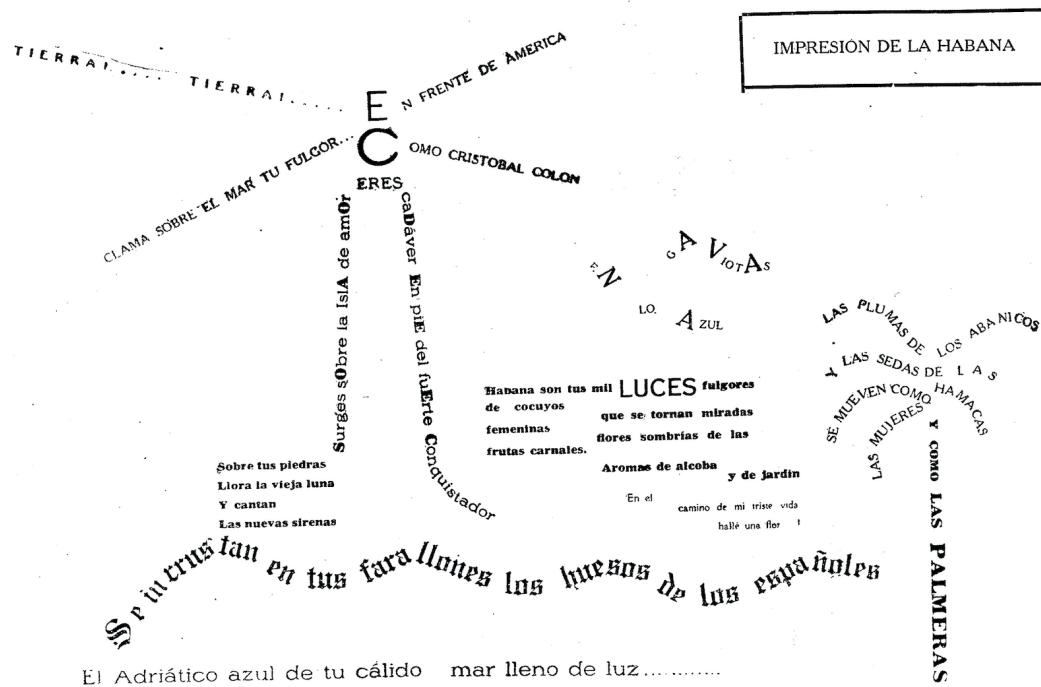 IMPRESIÓN DE LA HABANA
TIERRA!..... TIERRA!.....
EN FRENTE DE AMERICA
CLAMA SOBRE EL MAR TU FULGOR...
COMO CRISTOBAL COLON
ERES
Surges sObre la IslA de amOr
caDáver En piE del fuErte Conquistador
GAVIOTAS
EN
LO AZUL
LAS PLUMAS DE LOS ABANICOS
Y LAS SEDAS DE LAS HAMACAS
SE MUEVEN COMO
LAS MUJERES
Y COMO LAS PALMERAS
Habana son tus mil LUCES fulgores
de cocuyos que se tornan miradas
femeninas flores sombrías de las
frutas carnales.
Aromas de alcoba y de jardin
En el
camino de mi triste vida
hallé una flor !
Sobre tus piedras
Llora la vieja luna
Y cantan
Las nuevas sirenas
Se incrustan en tus farallones los huesos de los españoles
El Adriático azul de tu cálido mar lleno de luz............